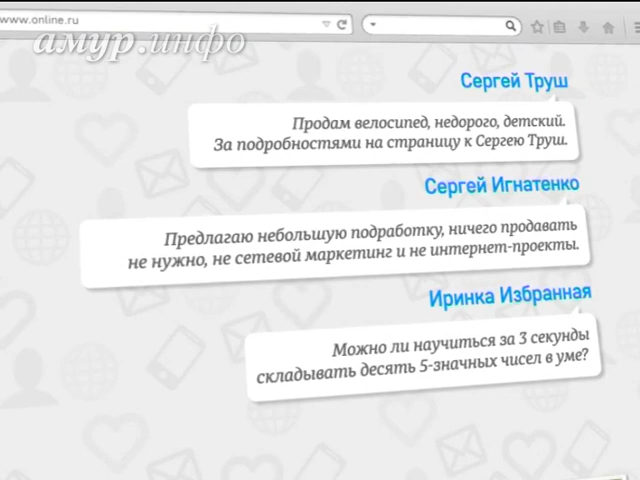 www.online.ru
амур.инфо
Сергей Труш
Продам велосипед, недорого, детский.
За подробностями на страницу к Сергею Труш.
Сергей Игнатенко
Предлагаю небольшую подработку, ничего продавать
не нужно, не сетевой маркетинг и не интернет-проекты.
Иринка Избранная
Можно ли научиться за 3 секунды
складывать десять 5-значных чисел в уме?